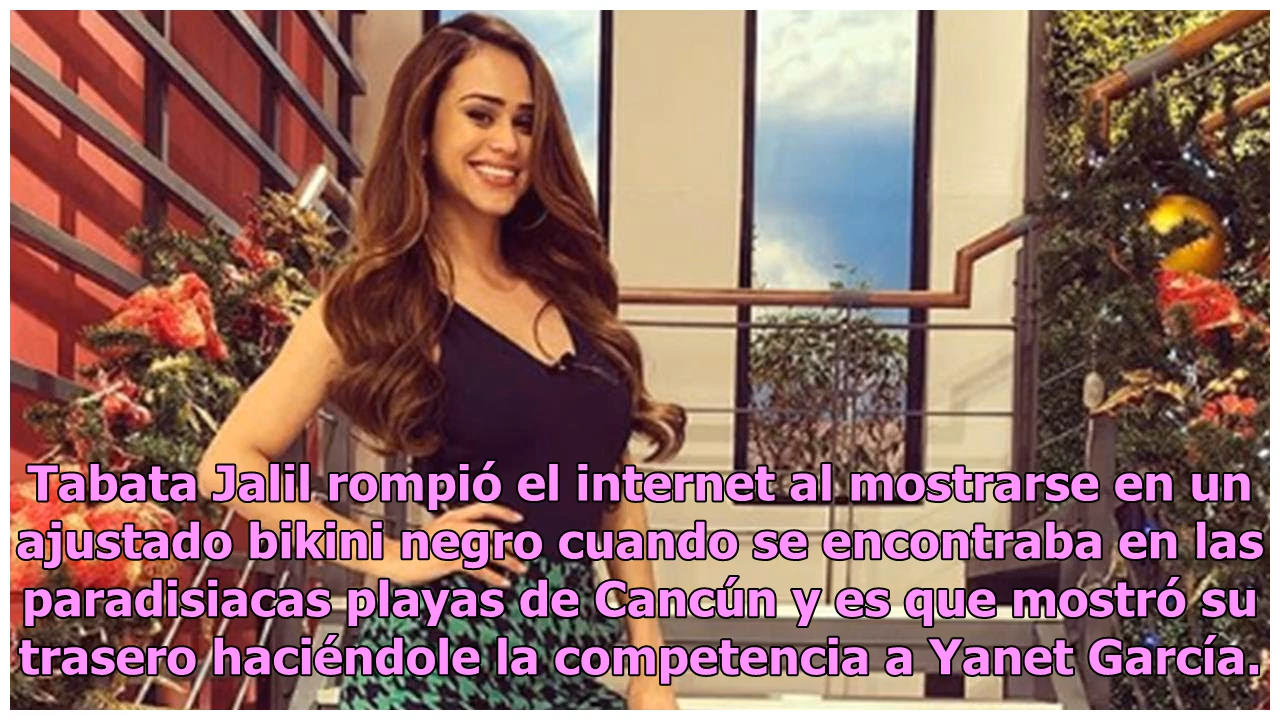 Tabata Jalil rompió el internet al mostrarse en un
ajustado bikini negro cuando se encontraba en las
paradisiacas playas de Cancún y es que mostró su
trasero haciéndole la competencia a Yanet García.